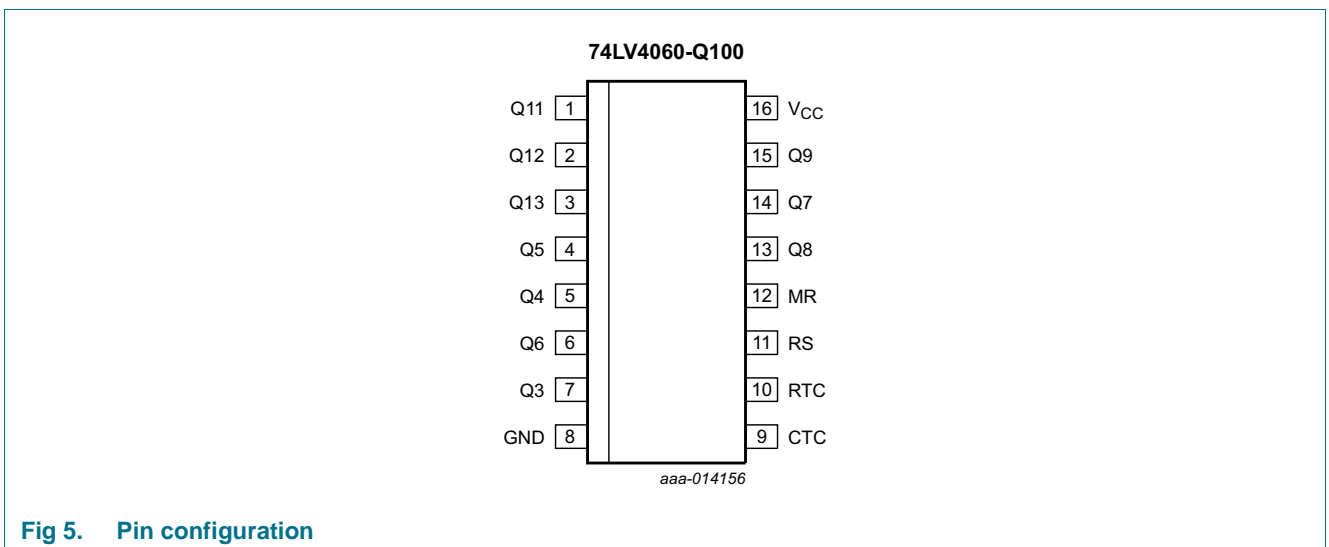 74LV4060-Q100
Q11 1 16 VCC
Q12 2 15 Q9
Q13 3 14 Q7
Q5 4 13 Q8
Q4 5 12 MR
Q6 6 11 RS
Q3 7 10 RTC
GND 8 9 CTC
aaa-014156
Fig 5. Pin configuration